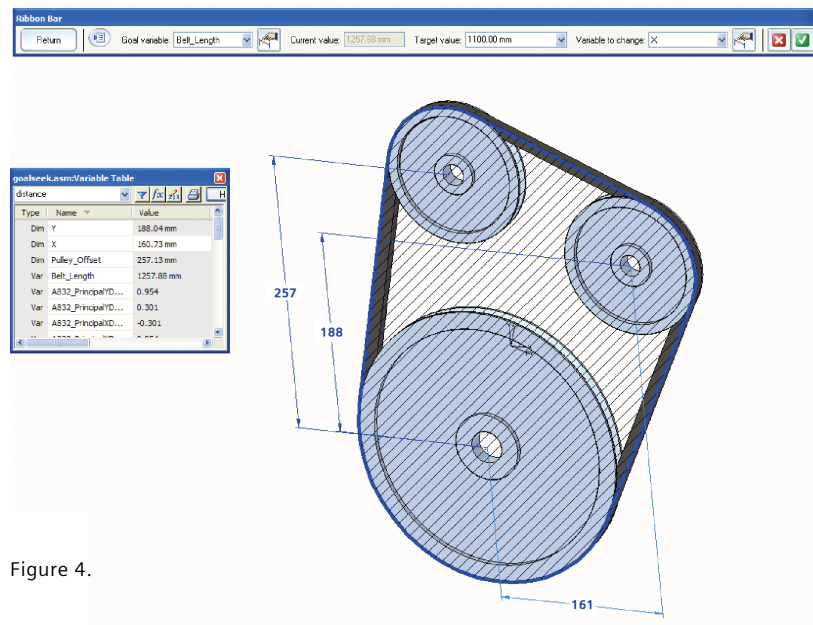 Ribbon Bar
Return Goal variable: Belt_Length Current value: 1257.88 mm Target value: 1100.00 mm Variable to change: X
goalseek.asm:Variable Table
distance fx H
Type Name Value
Dim Y 188.04 mm
Dim X 160.73 mm
Dim Pulley_Offset 257.13 mm
Var Belt_Length 1257.88 mm
Var A832_PrincipalYD... 0.954
Var A832_PrincipalXD... 0.301
Var A832_PrincipalXD... -0.301
257
188
161
Figure 4.